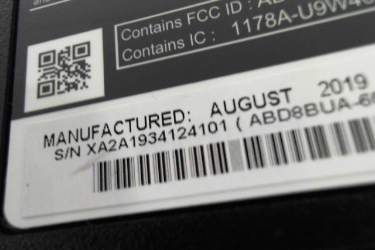 Contains FCC ID : A
Contains IC : 1178A-U9W4
MANUFACTURED: AUGUST 2019
S/N XA2A1934124101 ( ABD8BUA-6